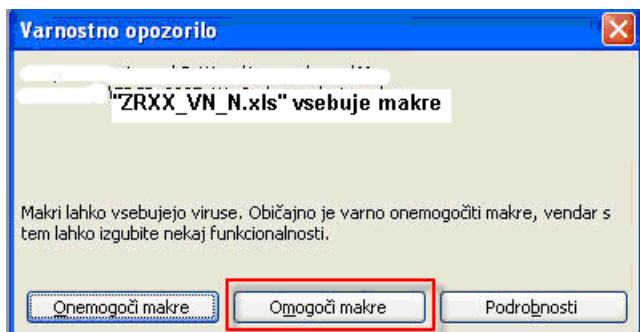 Varnostno opozorilo
"ZRXX_VN_N.xls" vsebuje makre
Makri lahko vsebujejo viruse. Običajno je varno onemogočiti makre, vendar s
tem lahko izgubite nekaj funkcionalnosti.
Onemogoči makre
Omogoči makre
Podrobnosti